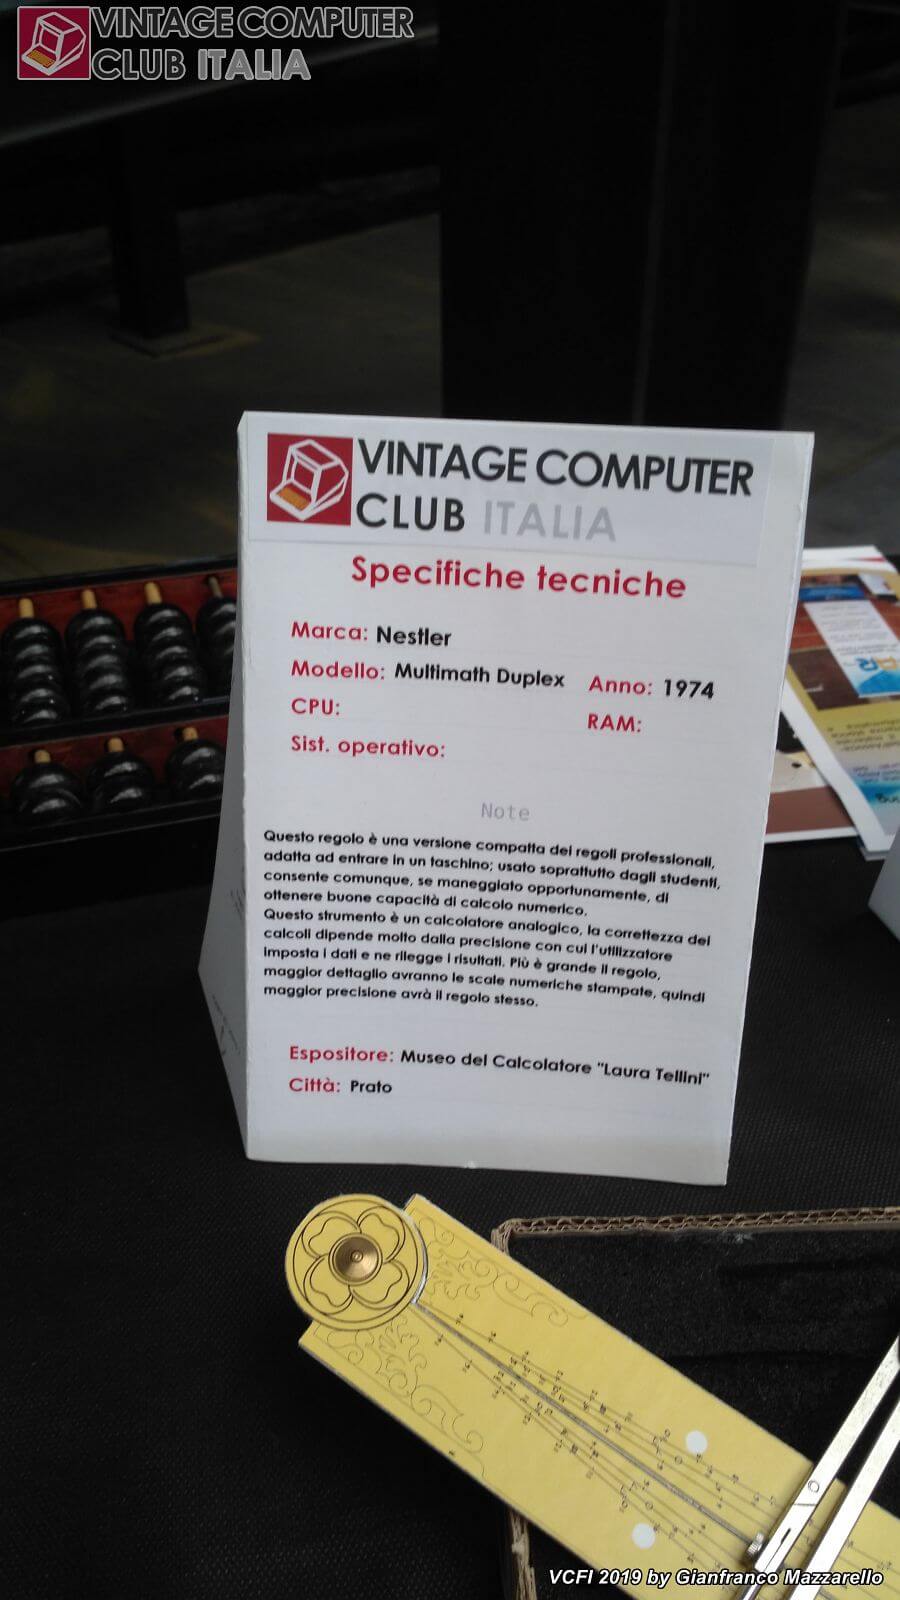 VINTAGE COMPUTER
CLUB ITALIA
VINTAGE COMPUTER
CLUB ITALIA
Specifiche tecniche
Marca: Nestler
Modello: Multimath Duplex Anno: 1974
CPU: RAM:
Sist. operativo:
Note
Questo regolo è una versione compatta dei regoli professionali,
adatta ad entrare in un taschino; usato soprattutto dagli studenti,
consente comunque, se maneggiato opportunamente, di
ottenere buone capacità di calcolo numerico.
Questo strumento è un calcolatore analogico, la correttezza dei
calcoli dipende molto dalla precisione con cui l'utilizzatore
imposta i dati e ne rilegge i risultati. Più è grande il regolo,
maggior dettaglio avranno le scale numeriche stampate, quindi
maggior precisione avrà il regolo stesso.
Espositore: Museo del Calcolatore "Laura Tellini"
Città: Prato
VCFI 2019 by Gianfranco Mazzarello